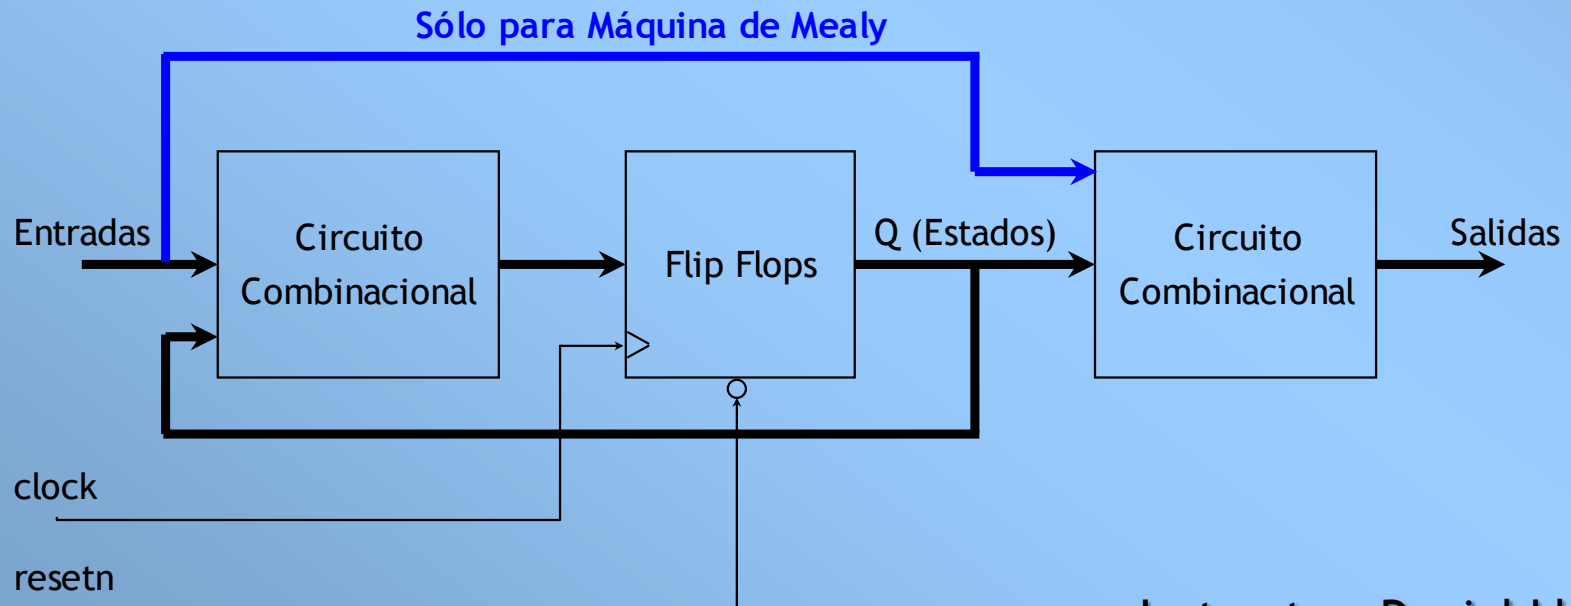 Sólo para Máquina de Mealy
Entradas
Circuito
Combinacional
Flip Flops
Q (Estados)
Circuito
Combinacional
Salidas
clock
resetn